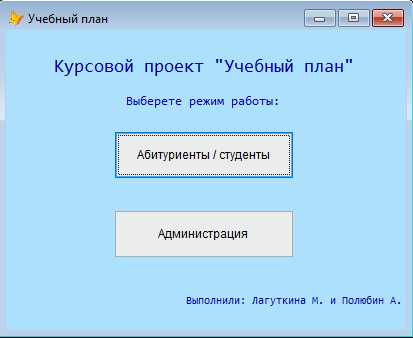 Учебный план
Курсовой проект "Учебный план"
Выберете режим работы:
Абитуриенты / студенты
Администрация
Выполнили: Лагуткина М. и Полюбин А.